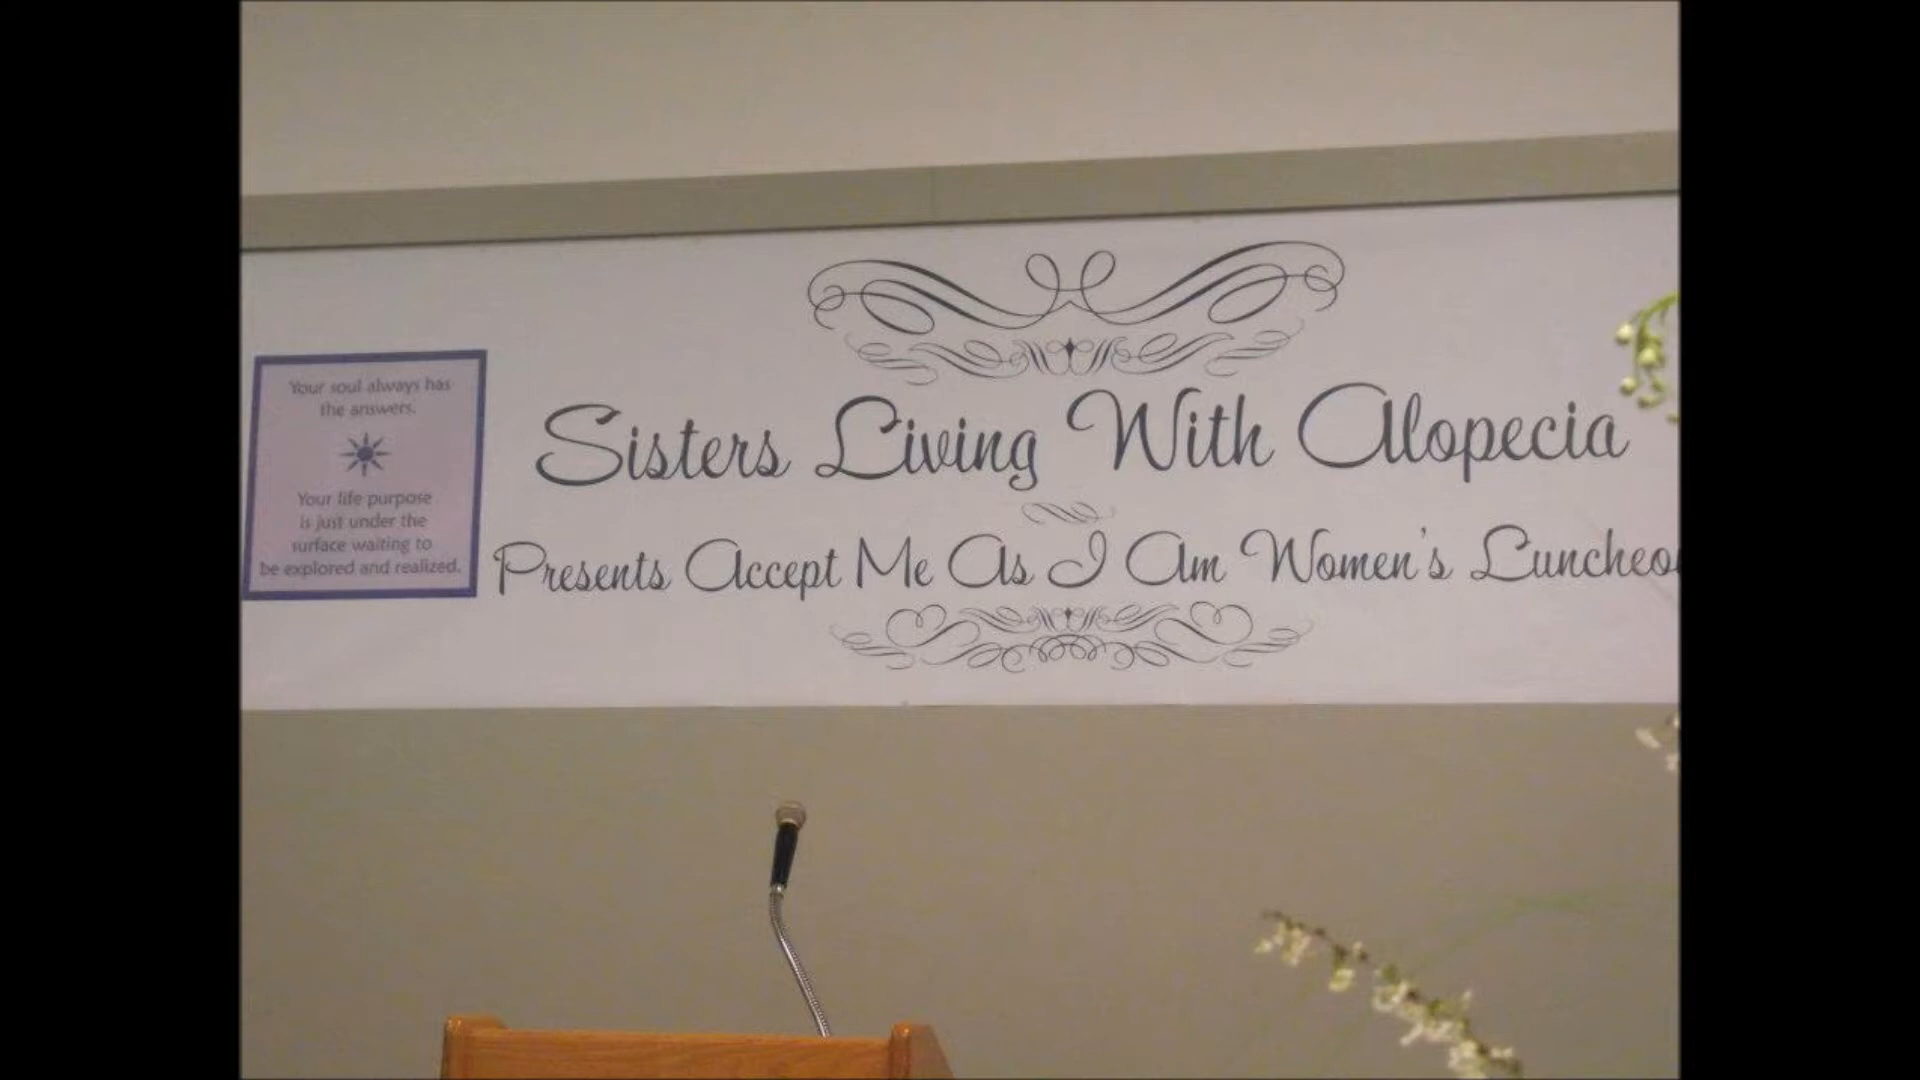 Your soul always has
the answers.
Your life purpose
is just under the
surface waiting to
be explored and realized.
Sisters Living With Alopecia
Presents Accept Me As I Am Women's Luncheo